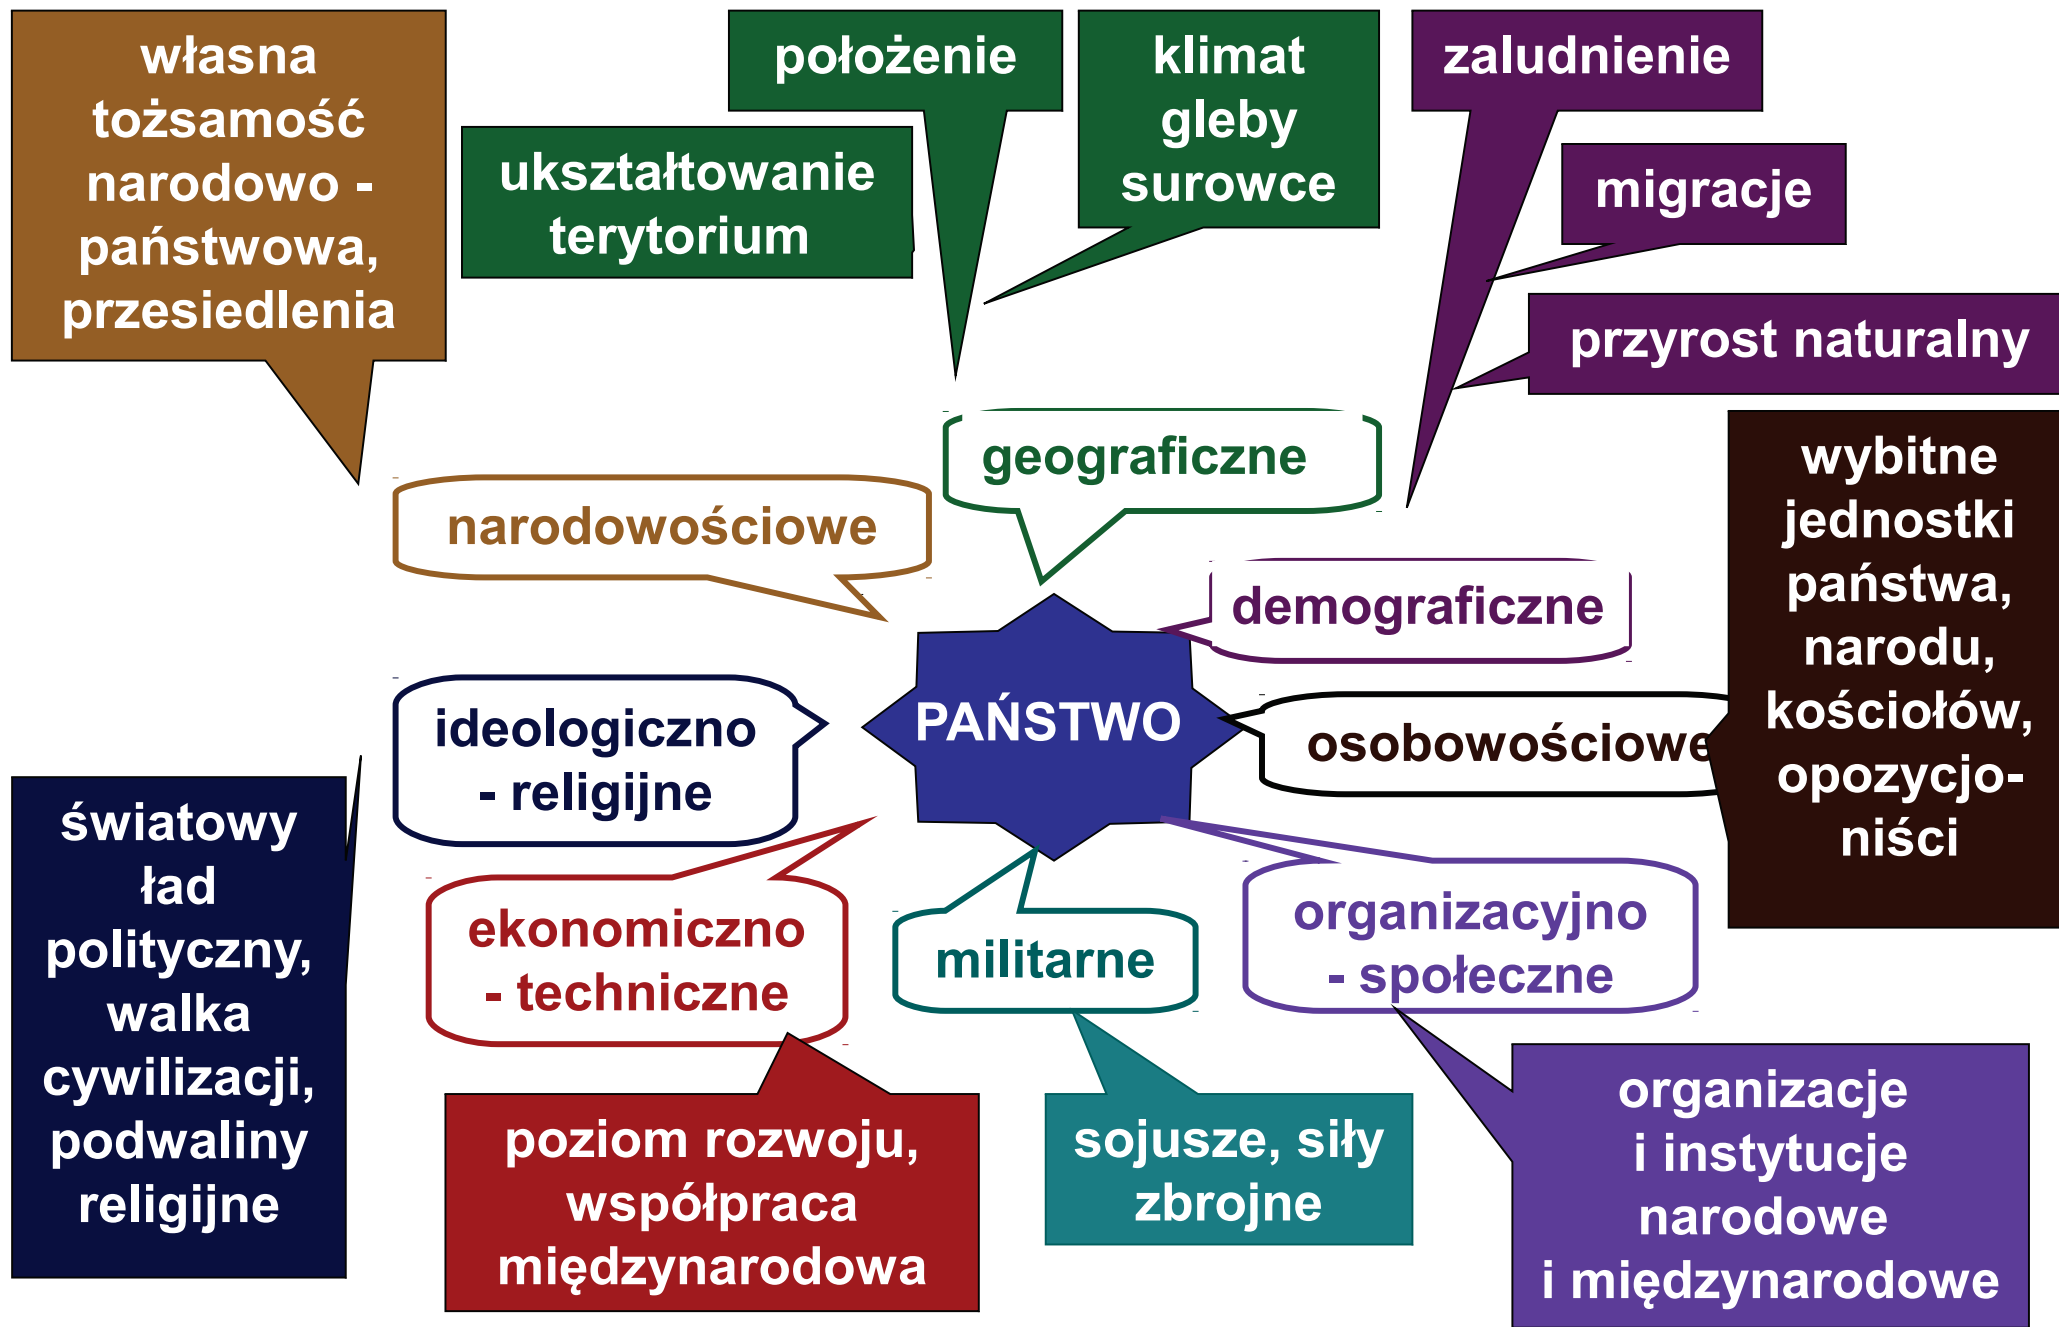 własna
tożsamość
narodowo -
państwowa,
przesiedlenia
położenie
klimat
gleby
surowce
zaludnienie
ukształtowanie
terytorium
migracje
przyrost naturalny
geograficzne
narodowościowe
demograficzne
wybitne
jednostki
państwa,
narodu,
kościołów,
opozycjo-
niści
PAŃSTWO
ideologiczno
- religijne
osobowościowe
światowy
ład
polityczny,
walka
cywilizacji,
podwaliny
religijne
ekonomiczno
- techniczne
militarne
organizacyjno
- społeczne
poziom rozwoju,
współpraca
międzynarodowa
sojusze, siły
zbrojne
organizacje
i instytucje
narodowe
i międzynarodowe